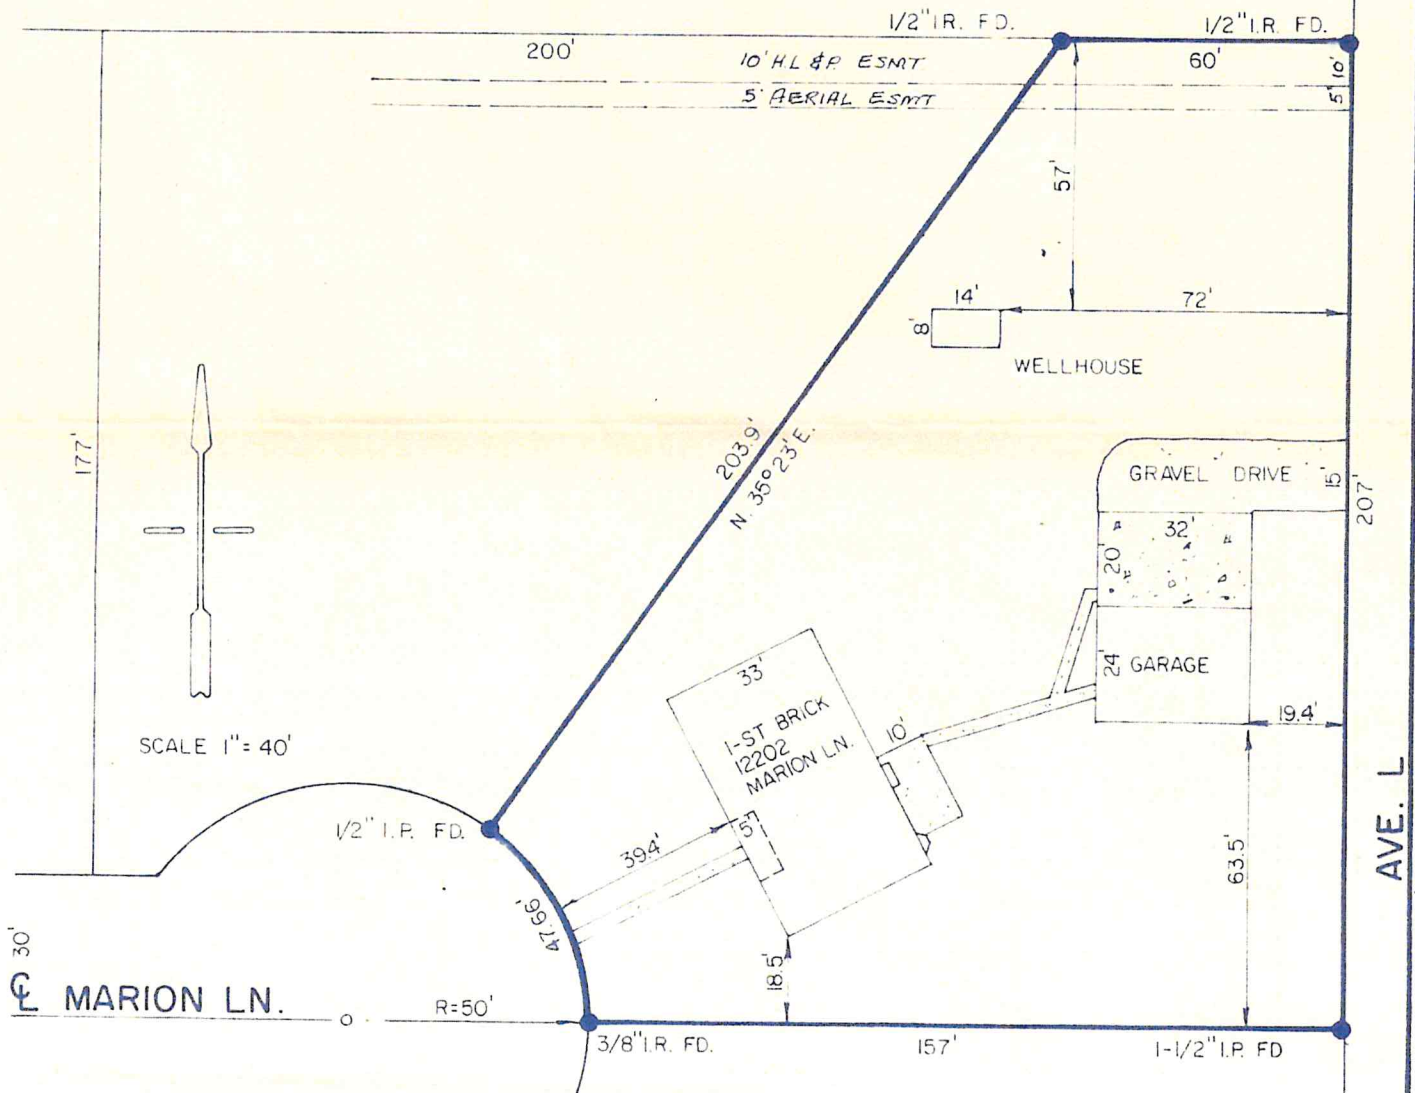 1/2" I.R. FD.
1/2" I.R. FD.
200'
10' H.L & P. ESMT
60'
10'
5' AERIAL ESMT
5'
57'
14'
72'
8'
WELLHOUSE
177'
203.9'
N. 35° 23' E.
GRAVEL DRIVE
15'
207'
32'
20'
24'
GARAGE
33'
1-ST BRICK
12202
MARION LN.
10'
19.4'
SCALE 1" = 40'
1/2" I.P. FD.
5'
39.4'
63.5'
AVE. L
47.66'
30'
18.5'
℄ MARION LN.
R=50'
3/8" I.R. FD.
157'
1-1/2" I.P. FD